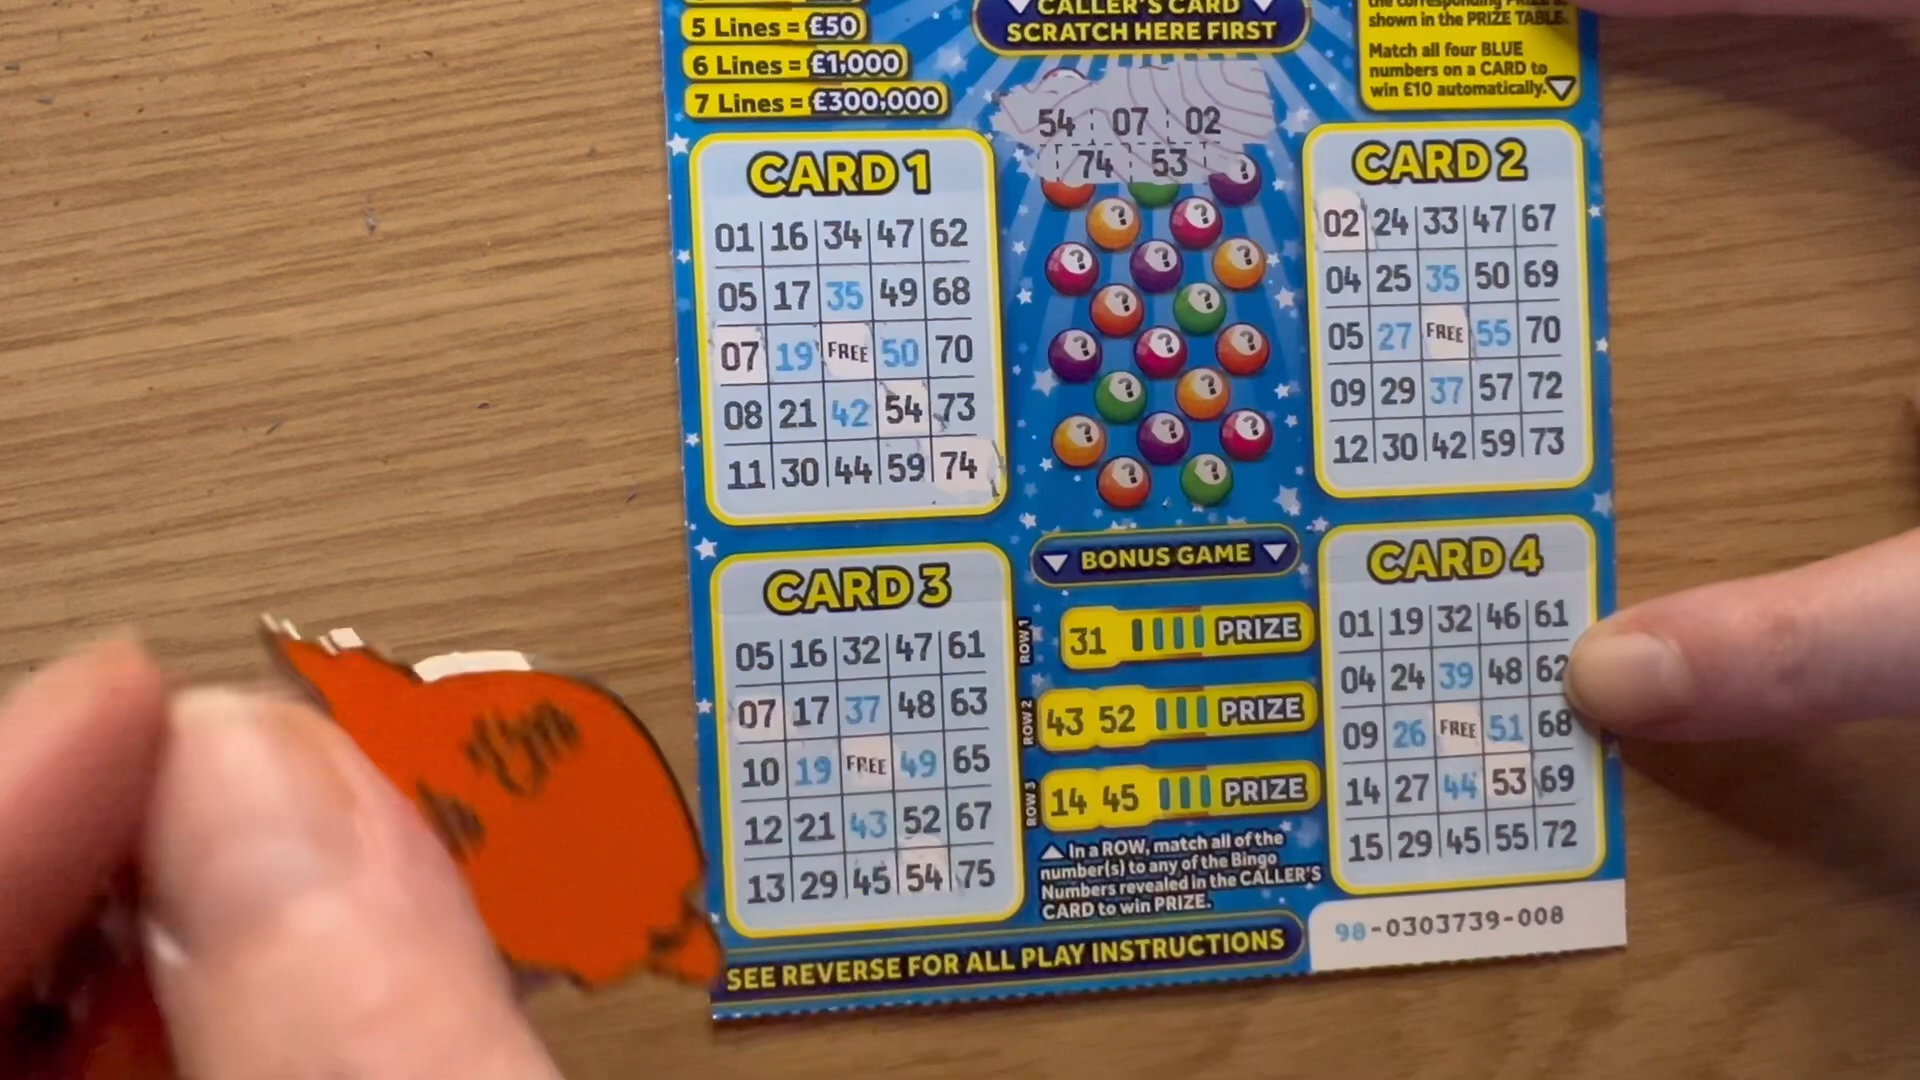 5 Lines = £50
6 Lines = £1,000
7 Lines = £300,000
CALLER'S CARD
SCRATCH HERE FIRST
shown in the PRIZE TABLE.
Match all four BLUE
numbers on a CARD to
win £10 automatically.
54 07 02
74 53
CARD 1
01 16 34 47 62
05 17 35 49 68
07 19 FREE 50 70
08 21 42 54 73
11 30 44 59 74
CARD 2
02 24 33 47 67
04 25 35 50 69
05 27 FREE 55 70
09 29 37 57 72
12 30 42 59 73
CARD 3
05 16 32 47 61
07 17 37 48 63
10 19 FREE 49 65
12 21 43 52 67
13 29 45 54 75
BONUS GAME
ROW 1 31 PRIZE
ROW 2 43 52 PRIZE
ROW 3 14 45 PRIZE
In a ROW, match all of the
number(s) to any of the Bingo
Numbers revealed in the CALLER'S
CARD to win PRIZE.
CARD 4
01 19 32 46 61
04 24 39 48 62
09 26 FREE 51 68
14 27 44 53 69
15 29 45 55 72
SEE REVERSE FOR ALL PLAY INSTRUCTIONS
98-0303739-008